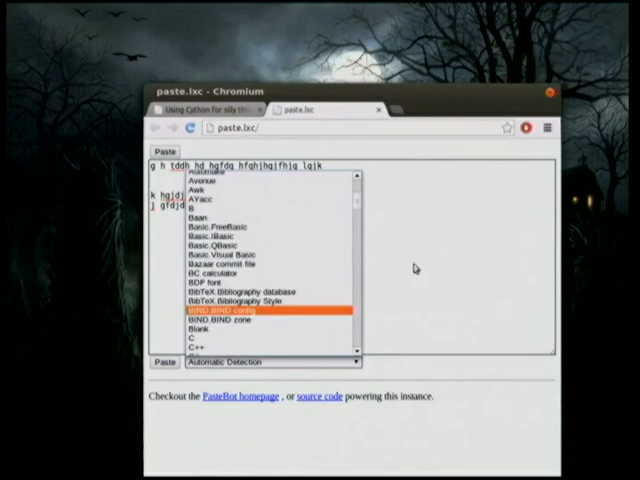 paste.lxc - Chromium
Using Cython for silly th
paste.lxc
paste.lxc/
Paste
g h tddh hd hgfdg hfghjhgjfhjg lgjk
k hgjdj
j gfdjd
Automake
Avenue
Awk
AYacc
B
Baan
Basic.FreeBasic
Basic.IBasic
Basic.QBasic
Basic.Visual Basic
Bazaar commit file
BC calculator
BDF font
BibTeX.Bibliography database
BibTeX.Bibliography Style
BIND.BIND config
BIND.BIND zone
Blank
C
C++
Paste
Automatic Detection
Checkout the PasteBot homepage , or source code powering this instance.